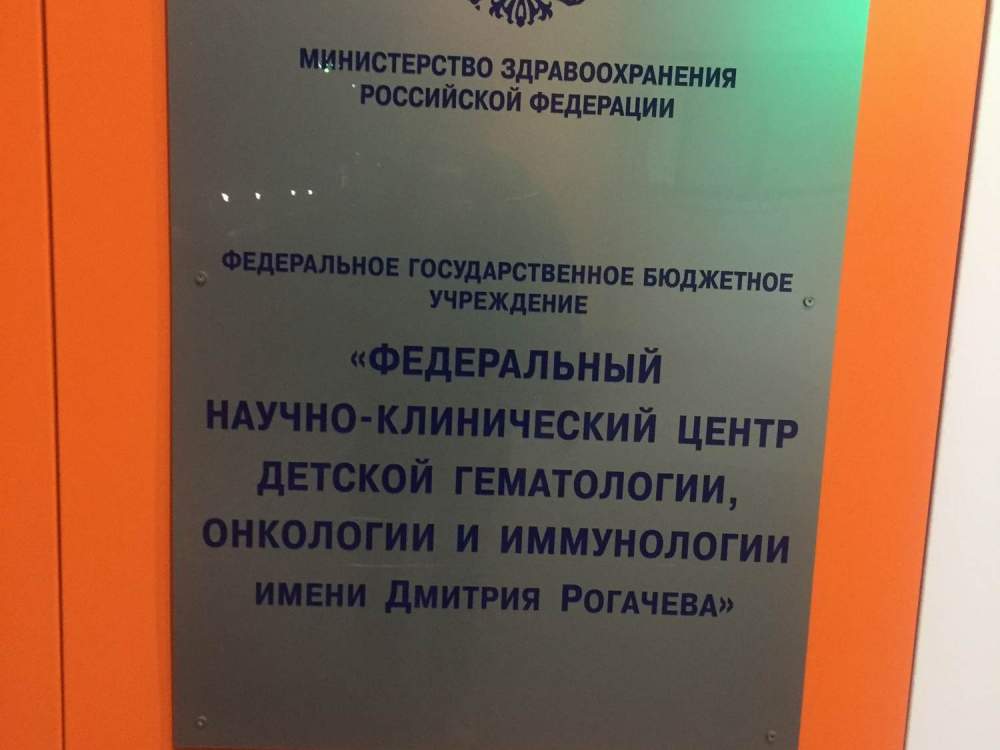 МИНИСТЕРСТВО ЗДРАВООХРАНЕНИЯ
РОССИЙСКОЙ ФЕДЕРАЦИИ
ФЕДЕРАЛЬНОЕ ГОСУДАРСТВЕННОЕ БЮДЖЕТНОЕ
УЧРЕЖДЕНИЕ
«ФЕДЕРАЛЬНЫЙ
НАУЧНО-КЛИНИЧЕСКИЙ ЦЕНТР
ДЕТСКОЙ ГЕМАТОЛОГИИ,
ОНКОЛОГИИ И ИММУНОЛОГИИ
ИМЕНИ ДМИТРИЯ РОГАЧЕВА»